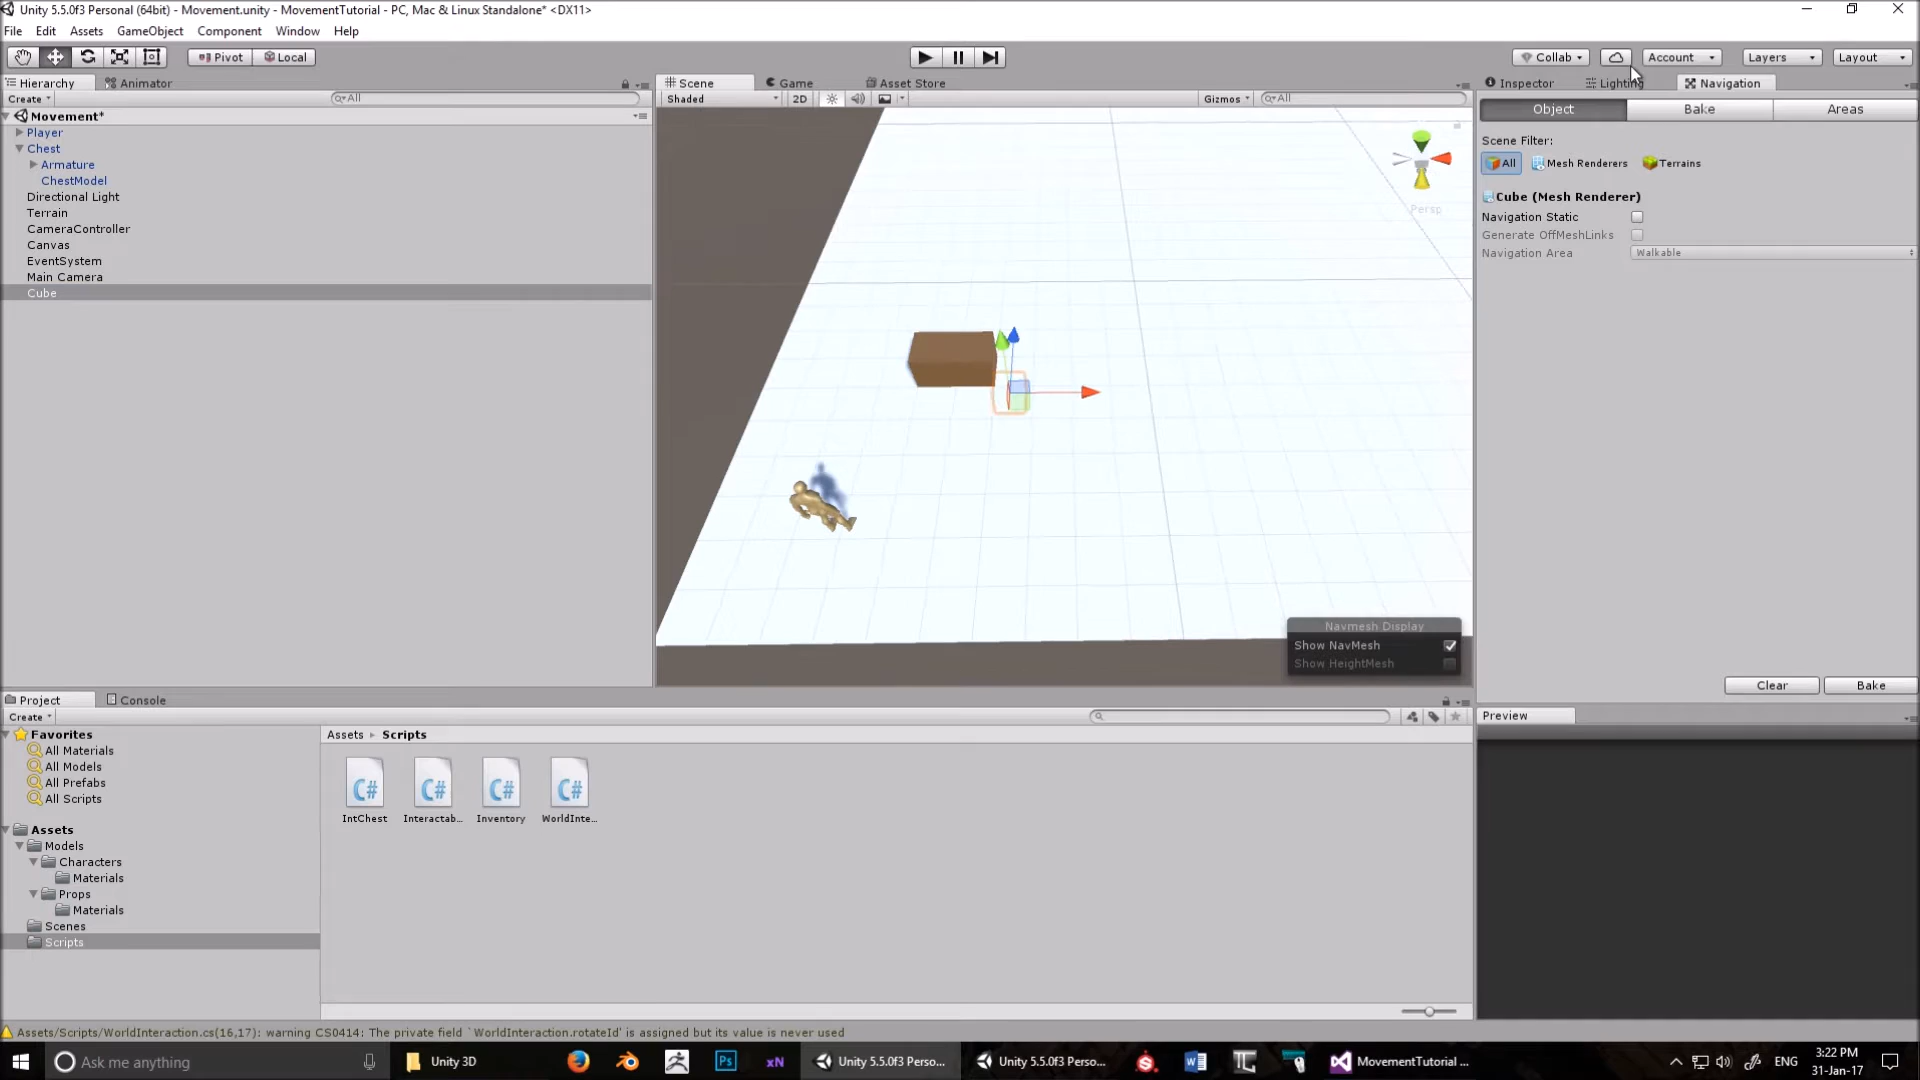 Unity 5.5.0f3 Personal (64bit) - Movement.unity - MovementTutorial - PC, Mac & Linux Standalone* <DX11>
File Edit Assets GameObject Component Window Help
Pivot Local Collab Account Layers Layout
Hierarchy Animator
Create All
Movement*
Player
Chest
Armature
ChestModel
Directional Light
Terrain
CameraController
Canvas
EventSystem
Main Camera
Cube
Scene Game Asset Store
Shaded 2D Gizmos All
Persp
Navmesh Display
Show NavMesh
Show HeightMesh
Inspector Lighting Navigation
Object Bake Areas
Scene Filter:
All Mesh Renderers Terrains
Cube (Mesh Renderer)
Navigation Static
Generate OffMeshLinks
Navigation Area Walkable
Clear Bake
Preview
Project Console
Create
Favorites
All Materials
All Models
All Prefabs
All Scripts
Assets
Models
Characters
Materials
Props
Materials
Scenes
Scripts
Assets Scripts
C# C# C# C#
IntChest Interactab... Inventory WorldInte...
Assets/Scripts/WorldInteraction.cs(16,17): warning CS0414: The private field `WorldInteraction.rotateId' is assigned but its value is never used
Ask me anything Unity 3D Ps xN Unity 5.5.0f3 Perso... Unity 5.5.0f3 Perso... MovementTutorial ... ENG 3:22 PM
31-Jan-17